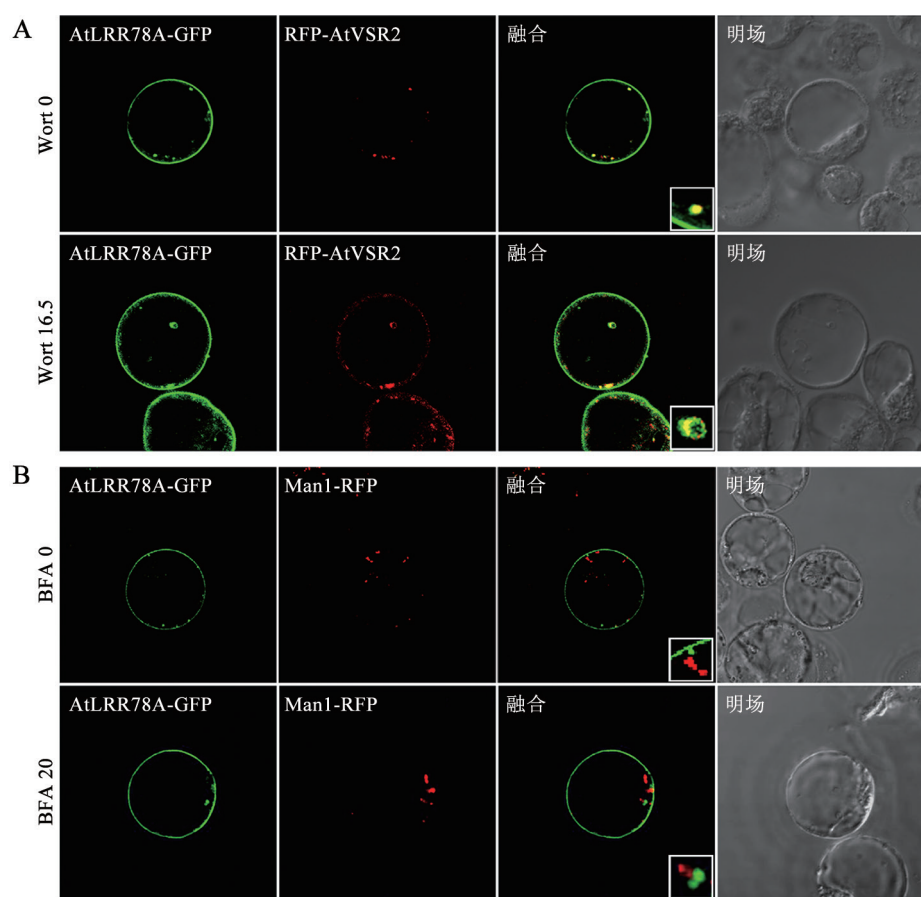 A
AtLRR78A-GFP RFP-AtVSR2 融合 明场
Wort 0
AtLRR78A-GFP RFP-AtVSR2 融合 明场
Wort 16.5
B
AtLRR78A-GFP Man1-RFP 融合 明场
BFA 0
AtLRR78A-GFP Man1-RFP 融合 明场
BFA 20